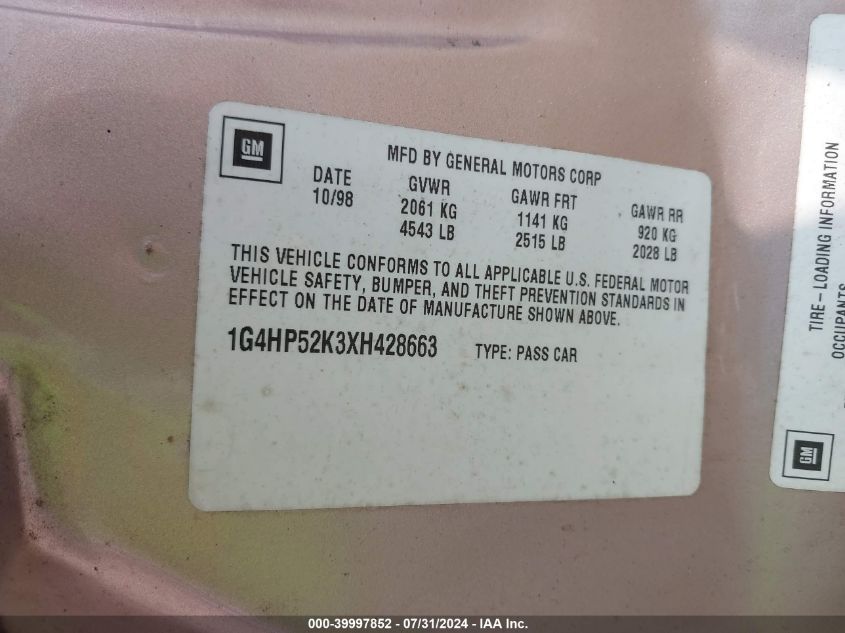 GM
MFD BY GENERAL MOTORS CORP
DATE GVWR GAWR FRT GAWR RR
10/98 2061 KG 1141 KG 920 KG
4543 LB 2515 LB 2028 LB
THIS VEHICLE CONFORMS TO ALL APPLICABLE U.S. FEDERAL MOTOR
VEHICLE SAFETY, BUMPER, AND THEFT PREVENTION STANDARDS IN
EFFECT ON THE DATE OF MANUFACTURE SHOWN ABOVE.
1G4HP52K3XH428663 TYPE: PASS CAR
TIRE-LOADING INFORMATION
OCCUPANTS
GM
000-39997852 / 07/31/2024 - IAA Inc.